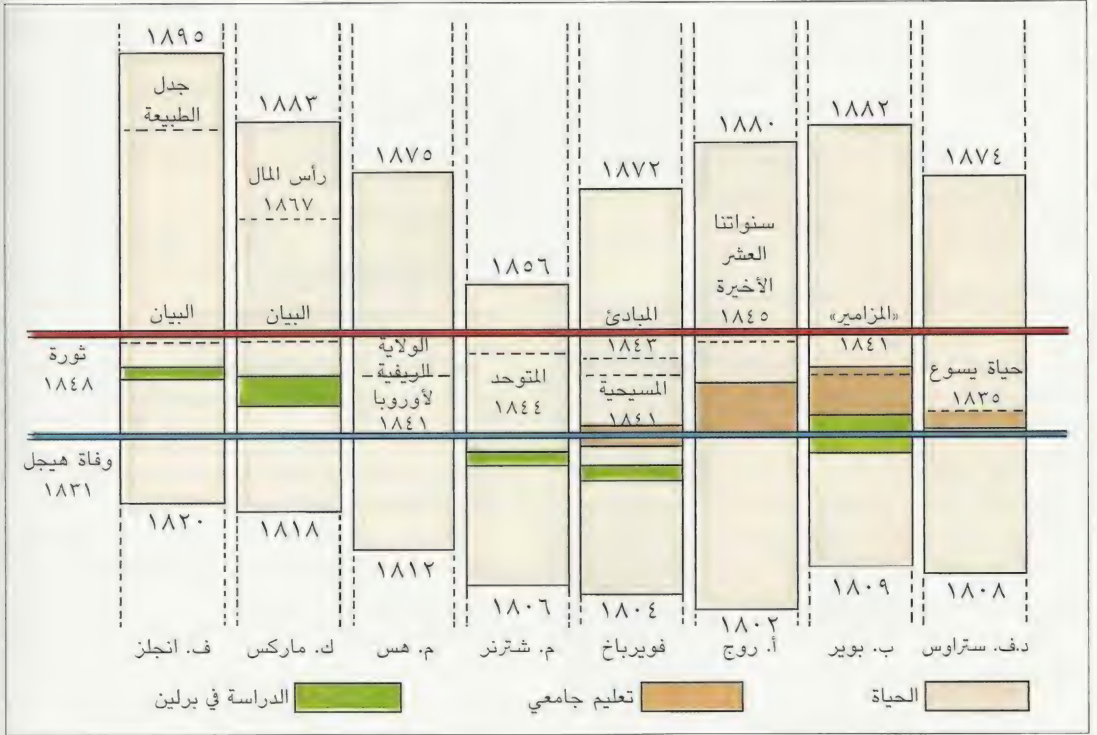 ١٨٩٥
جدل
الطبيعة
البيان
١٨٢٠
ف. انجلز
١٨٨٣
رأس المال
١٨٦٧
البيان
١٨١٨
ك. ماركس
١٨٧٥
الولاية
الريفية
لأوروبا
١٨٤١
١٨١٢
م. هس
١٨٥٦
المتوحد
١٨٤٤
١٨٠٦
م. شترنر
١٨٧٢
المبادئ
١٨٤٣
المسيحية
١٨٤١
١٨٠٤
فويرباخ
١٨٨٠
سنواتنا
العشر
الأخيرة
١٨٤٥
١٨٠٢
أ. روج
١٨٨٢
«المزامير»
١٨٤١
١٨٠٩
ب. بوير
١٨٧٤
حياة يسوع
١٨٣٥
١٨٠٨
د.ف. ستراوس
ثورة
١٨٤٨
وفاة هيجل
١٨٣١
الحياة
تعليم جامعي
الدراسة في برلين